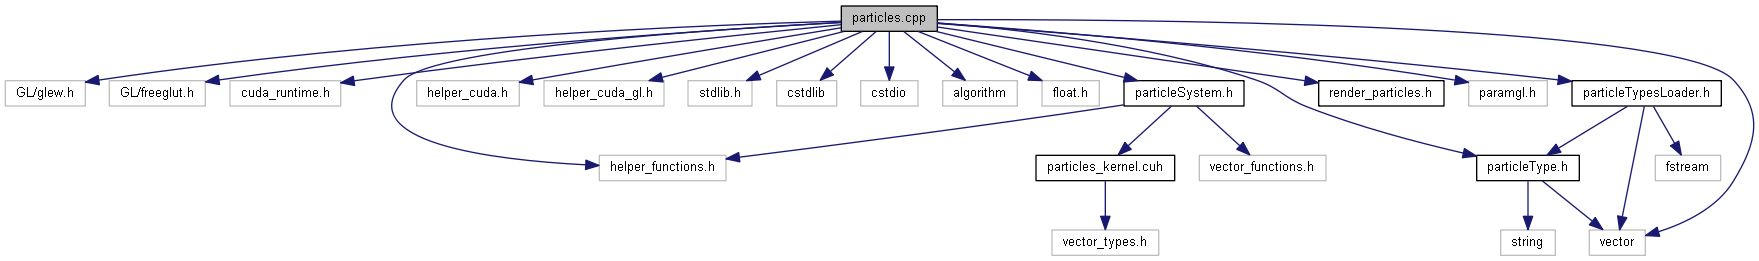 particles.cpp
GL/glew.h
GL/freeglut.h
cuda_runtime.h
helper_cuda.h
helper_cuda_gl.h
stdlib.h
cstdlib
cstdio
algorithm
float.h
particleSystem.h
render_particles.h
paramgl.h
particleTypesLoader.h
helper_functions.h
particles_kernel.cuh
vector_functions.h
particleType.h
fstream
vector_types.h
string
vector